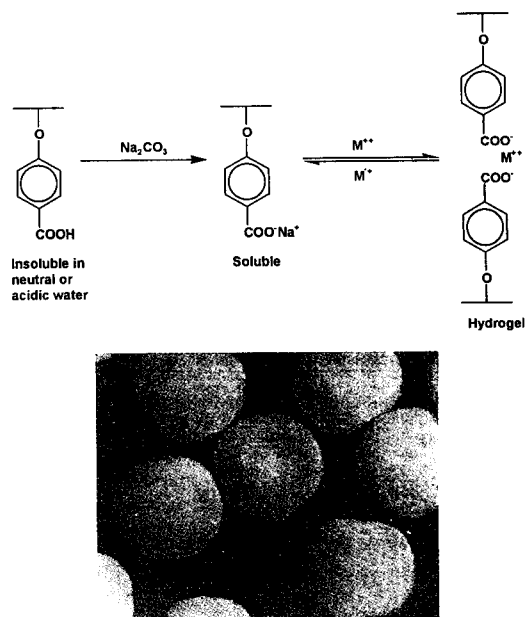 O
COO⁻
M⁺⁺
COO⁻
O
Hydrogel
O
COOH
Insoluble in
neutral or
acidic water
Na₂CO₃
O
COO⁻Na⁺
Soluble
M⁺⁺
M⁺